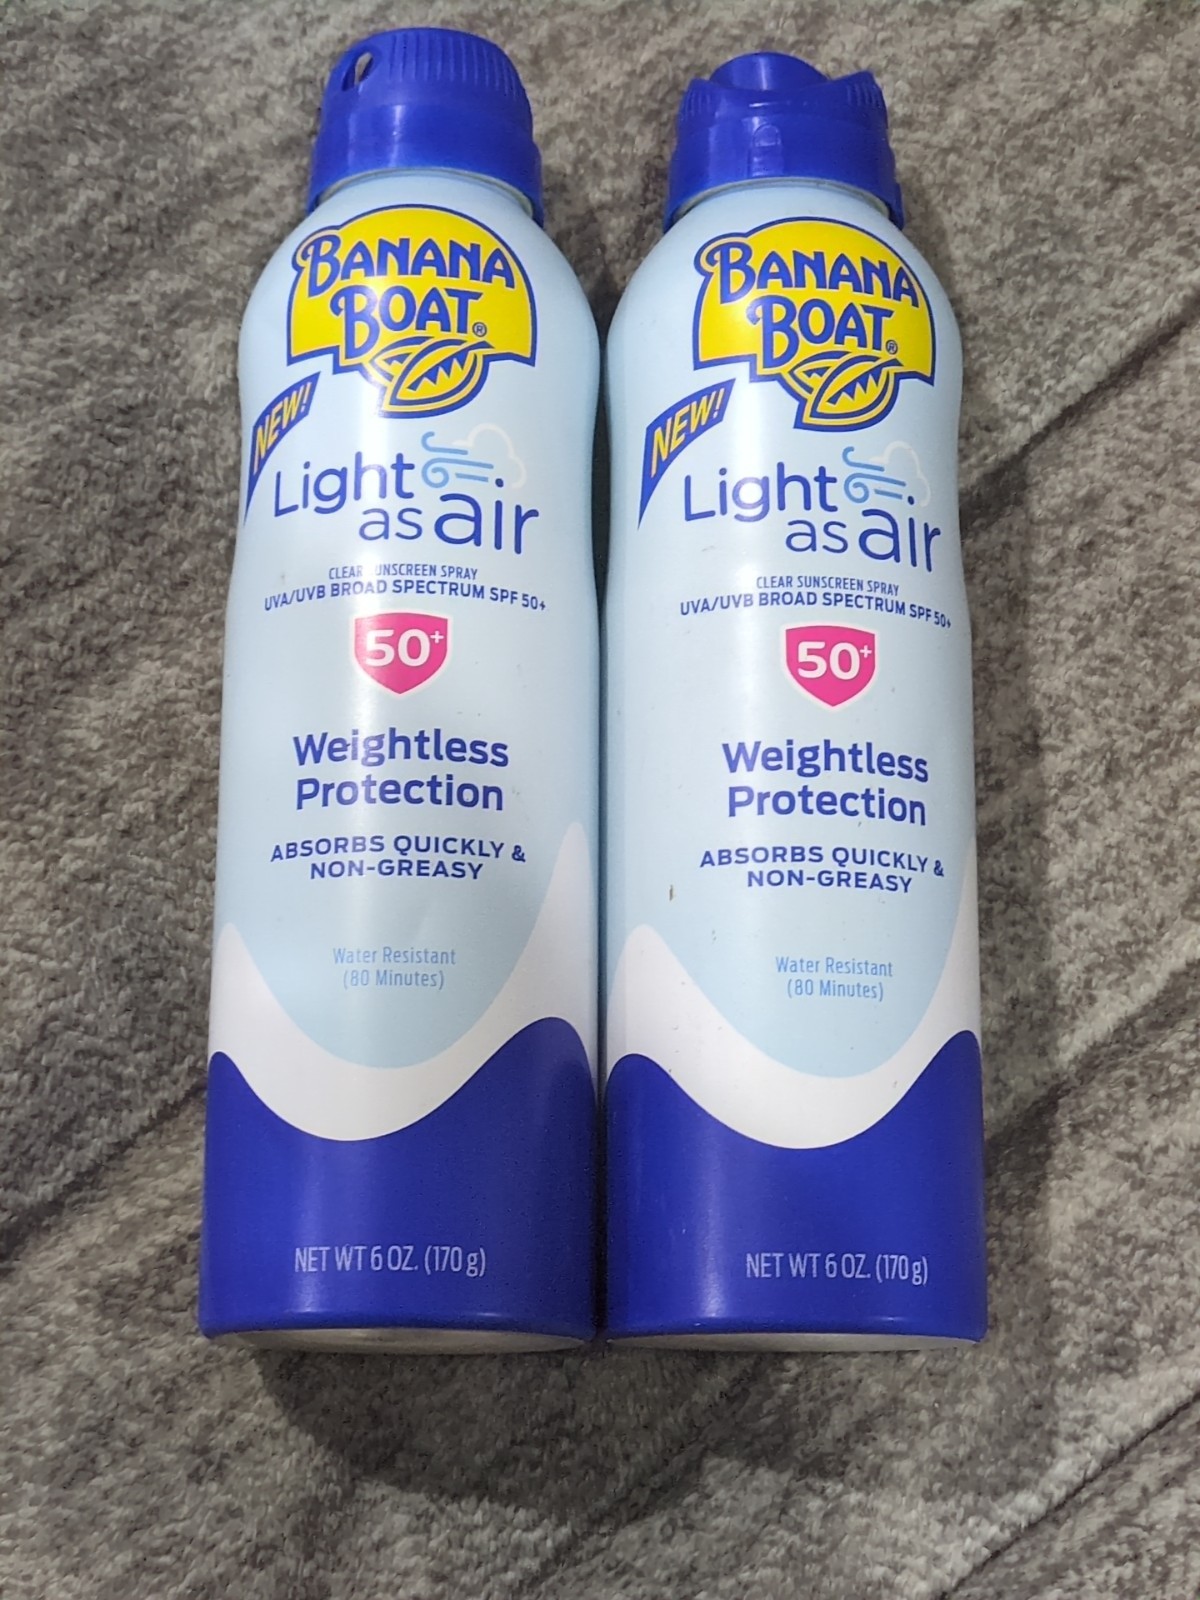 BANANA
BOAT®
NEW!
Light
as air
CLEAR SUNSCREEN SPRAY
UVA/UVB BROAD SPECTRUM SPF 50+
50+
Weightless
Protection
ABSORBS QUICKLY &
NON-GREASY
Water Resistant
(80 Minutes)
NET WT 6 OZ. (170 g)
BANANA
BOAT®
NEW!
Light
as air
CLEAR SUNSCREEN SPRAY
UVA/UVB BROAD SPECTRUM SPF 50+
50+
Weightless
Protection
ABSORBS QUICKLY &
NON-GREASY
Water Resistant
(80 Minutes)
NET WT 6 OZ. (170 g)